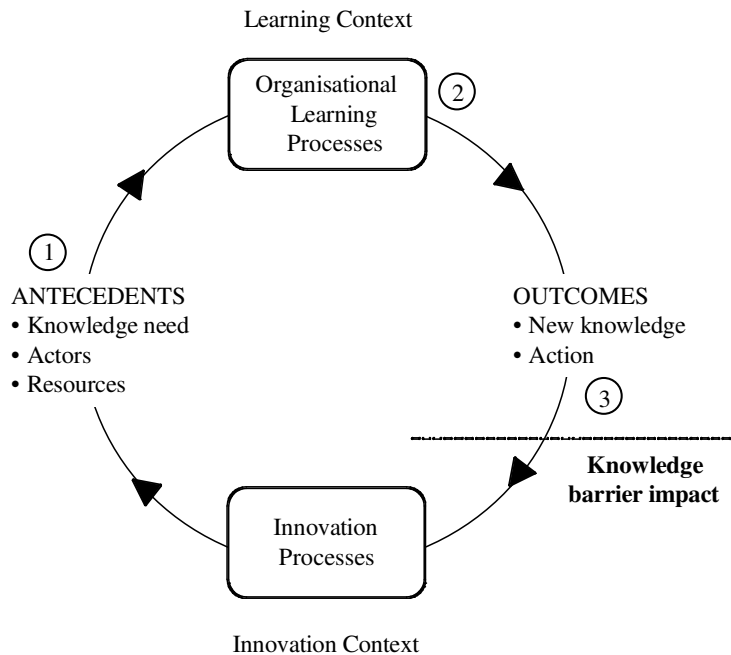 Learning Context
Organisational
Learning
Processes
2
1
ANTECEDENTS
• Knowledge need
• Actors
• Resources
OUTCOMES
• New knowledge
• Action
3
Knowledge
barrier impact
Innovation
Processes
Innovation Context